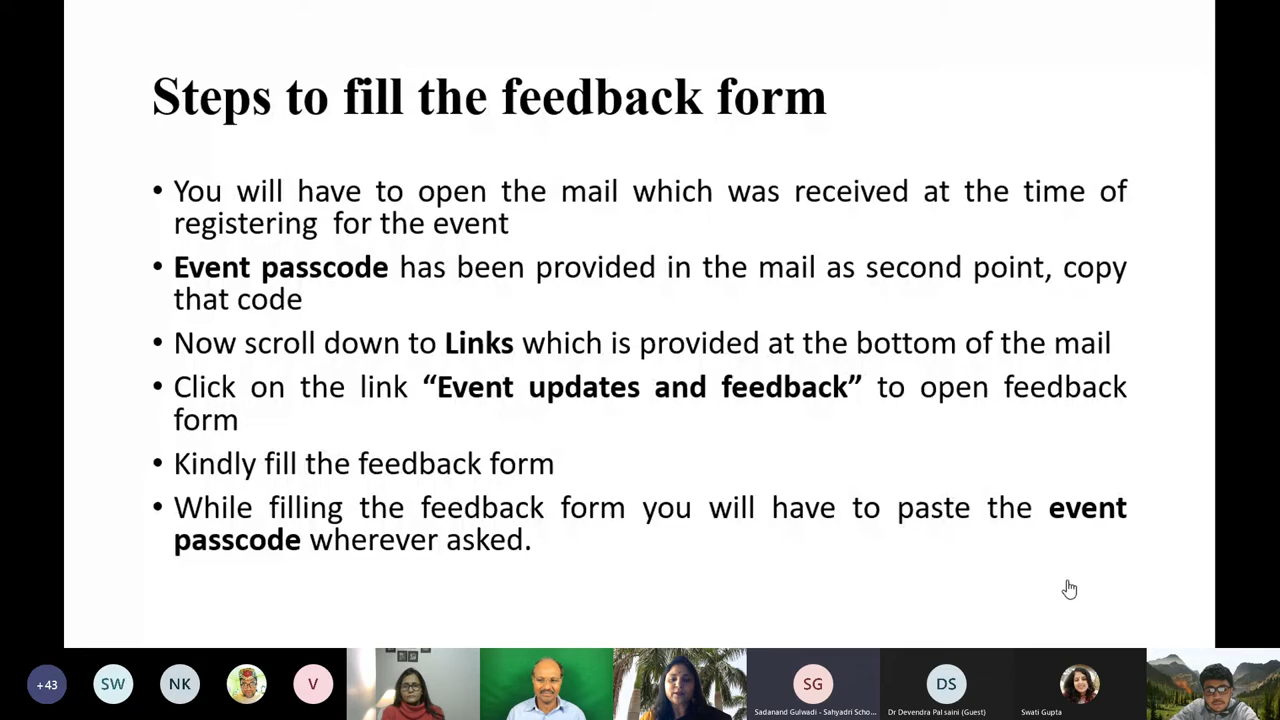 Steps to fill the feedback form
• You will have to open the mail which was received at the time of
registering for the event
• Event passcode has been provided in the mail as second point, copy
that code
• Now scroll down to Links which is provided at the bottom of the mail
• Click on the link “Event updates and feedback” to open feedback
form
• Kindly fill the feedback form
• While filling the feedback form you will have to paste the event
passcode wherever asked.
+43 SW NK V SG DS
Sadanand Gulwadi - Sahyadri Scho... Dr Devendra Pal saini (Guest) Swati Gupta